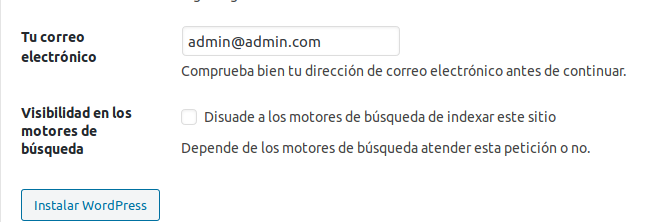 Tu correo
electrónico
admin@admin.com
Comprueba bien tu dirección de correo electrónico antes de continuar.
Visibilidad en los
motores de
búsqueda
Disuade a los motores de búsqueda de indexar este sitio
Depende de los motores de búsqueda atender esta petición o no.
Instalar WordPress